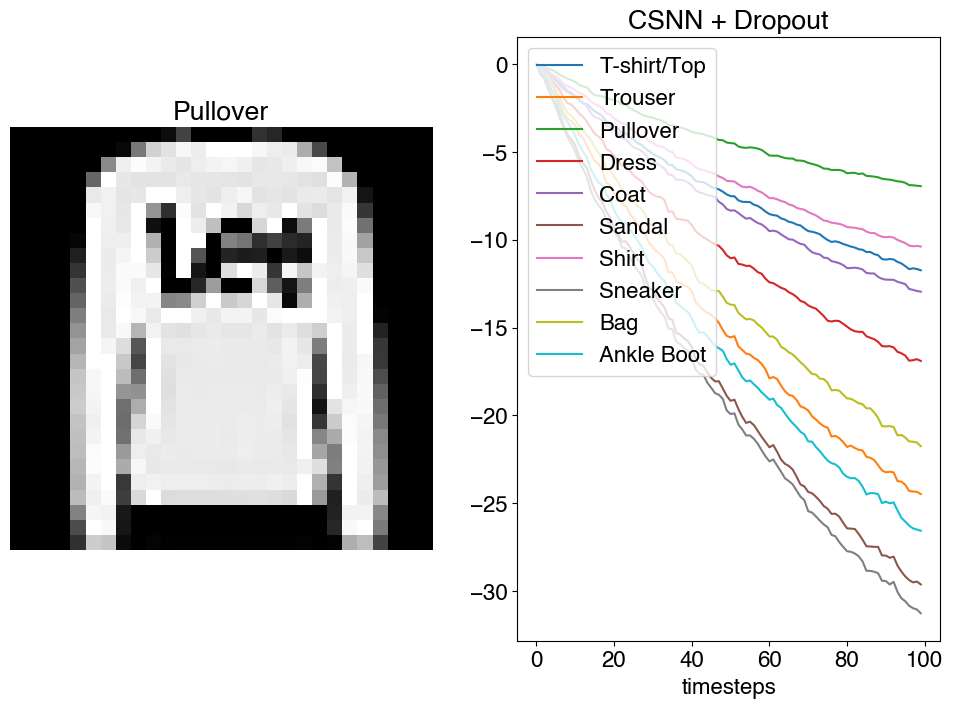 Pullover
CSNN + Dropout
T-shirt/Top
Trouser
Pullover
Dress
Coat
Sandal
Shirt
Sneaker
Bag
Ankle Boot
0
−5
−10
−15
−20
−25
−30
0 20 40 60 80 100
timesteps